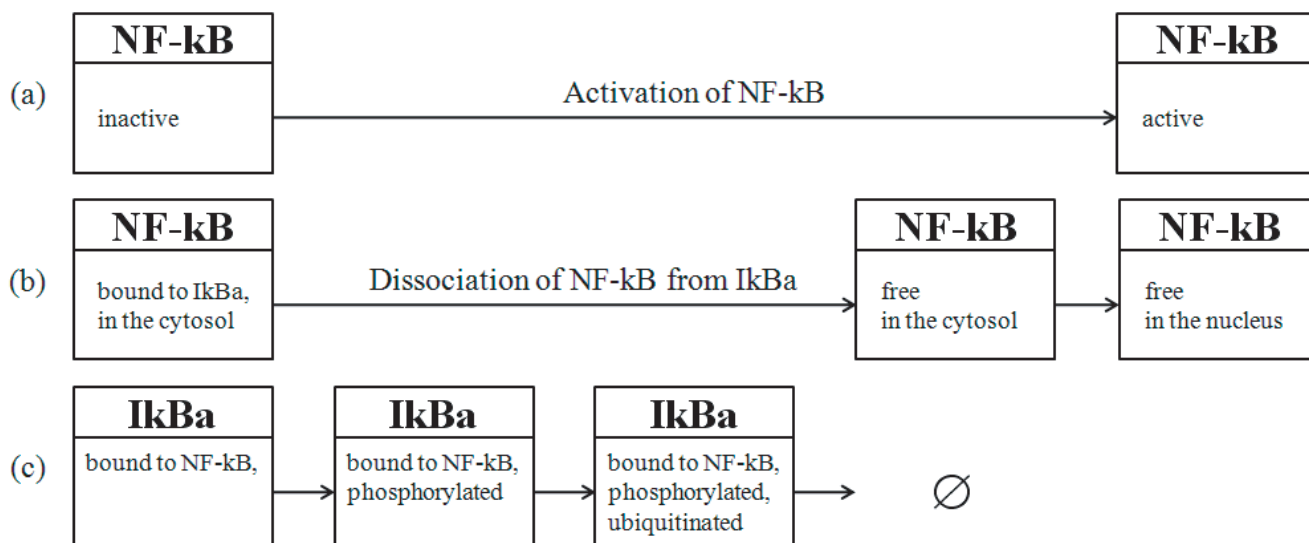 (a)
NF-kB
inactive
Activation of NF-kB
NF-kB
active
(b)
NF-kB
bound to IkBa,
in the cytosol
Dissociation of NF-kB from IkBa
NF-kB
free
in the cytosol
NF-kB
free
in the nucleus
(c)
IkBa
bound to NF-kB,
IkBa
bound to NF-kB,
phosphorylated
IkBa
bound to NF-kB,
phosphorylated,
ubiquitinated
∅